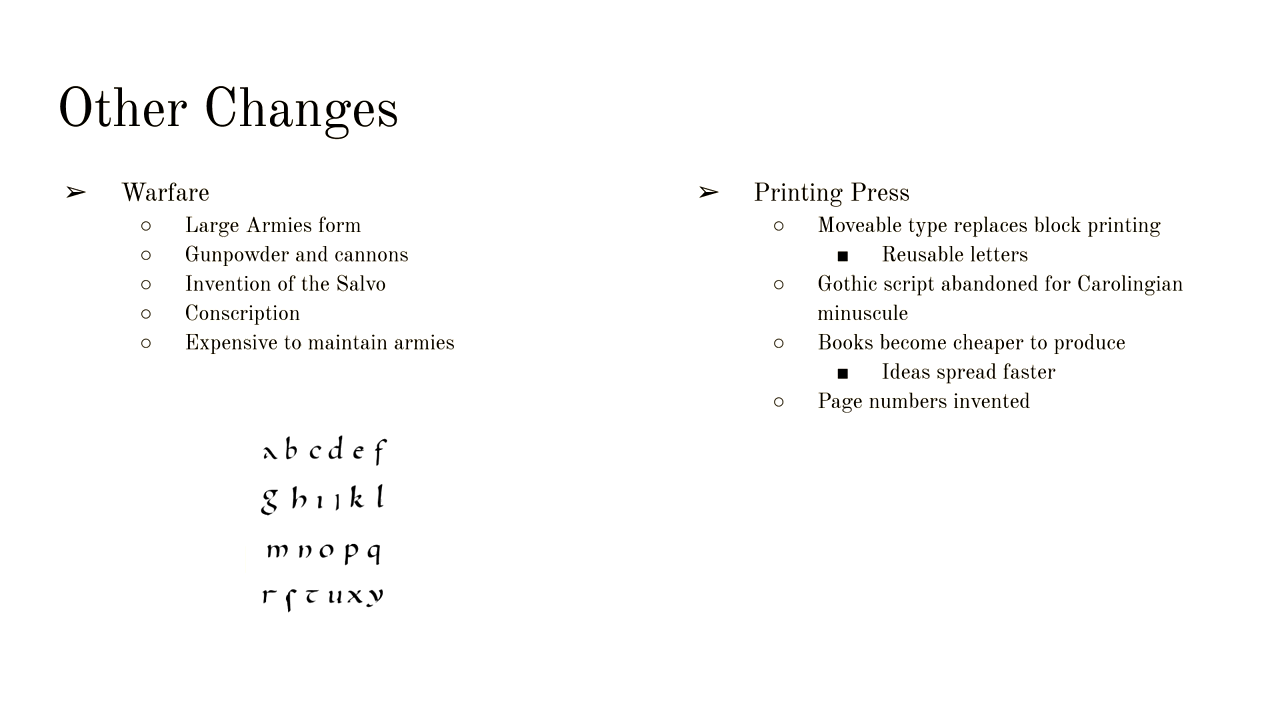 Other Changes
➢ Warfare
○ Large Armies form
○ Gunpowder and cannons
○ Invention of the Salvo
○ Conscription
○ Expensive to maintain armies
a b c d e f
g h ı ȷ k l
m n o p q
r ſ t u x y
➢ Printing Press
○ Moveable type replaces block printing
■ Reusable letters
○ Gothic script abandoned for Carolingian
minuscule
○ Books become cheaper to produce
■ Ideas spread faster
○ Page numbers invented